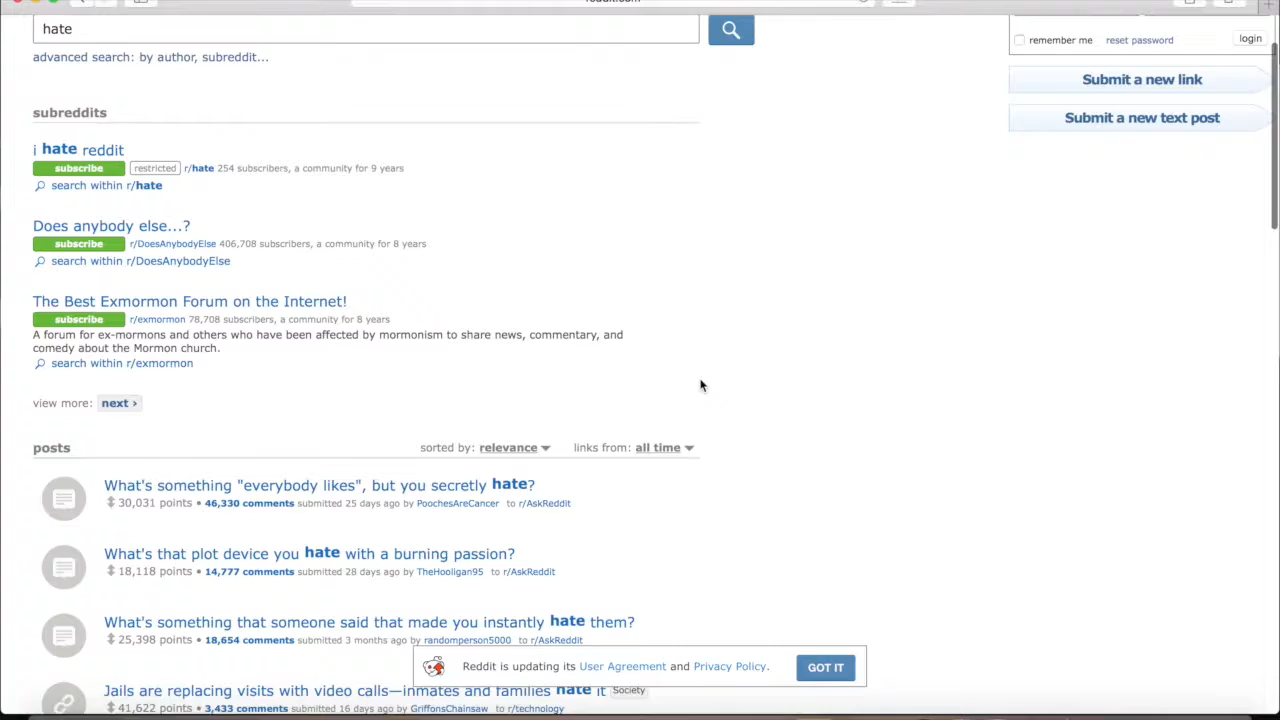 reddit.com
hate
remember me reset password login
advanced search: by author, subreddit...
Submit a new link
Submit a new text post
subreddits
i hate reddit
subscribe restricted r/hate 254 subscribers, a community for 9 years
search within r/hate
Does anybody else...?
subscribe r/DoesAnybodyElse 406,708 subscribers, a community for 8 years
search within r/DoesAnybodyElse
The Best Exmormon Forum on the Internet!
subscribe r/exmormon 78,708 subscribers, a community for 8 years
A forum for ex-mormons and others who have been affected by mormonism to share news, commentary, and
comedy about the Mormon church.
search within r/exmormon
view more: next ›
posts sorted by: relevance links from: all time
What's something "everybody likes", but you secretly hate?
30,031 points • 46,330 comments submitted 25 days ago by PoochesAreCancer to r/AskReddit
What's that plot device you hate with a burning passion?
18,118 points • 14,777 comments submitted 28 days ago by TheHooligan95 to r/AskReddit
What's something that someone said that made you instantly hate them?
25,398 points • 18,654 comments submitted 3 months ago by randomperson5000 to r/AskReddit
Reddit is updating its User Agreement and Privacy Policy. GOT IT
Jails are replacing visits with video calls—inmates and families hate it Society
41,622 points • 3,433 comments submitted 16 days ago by GriffonsChainsaw to r/technology